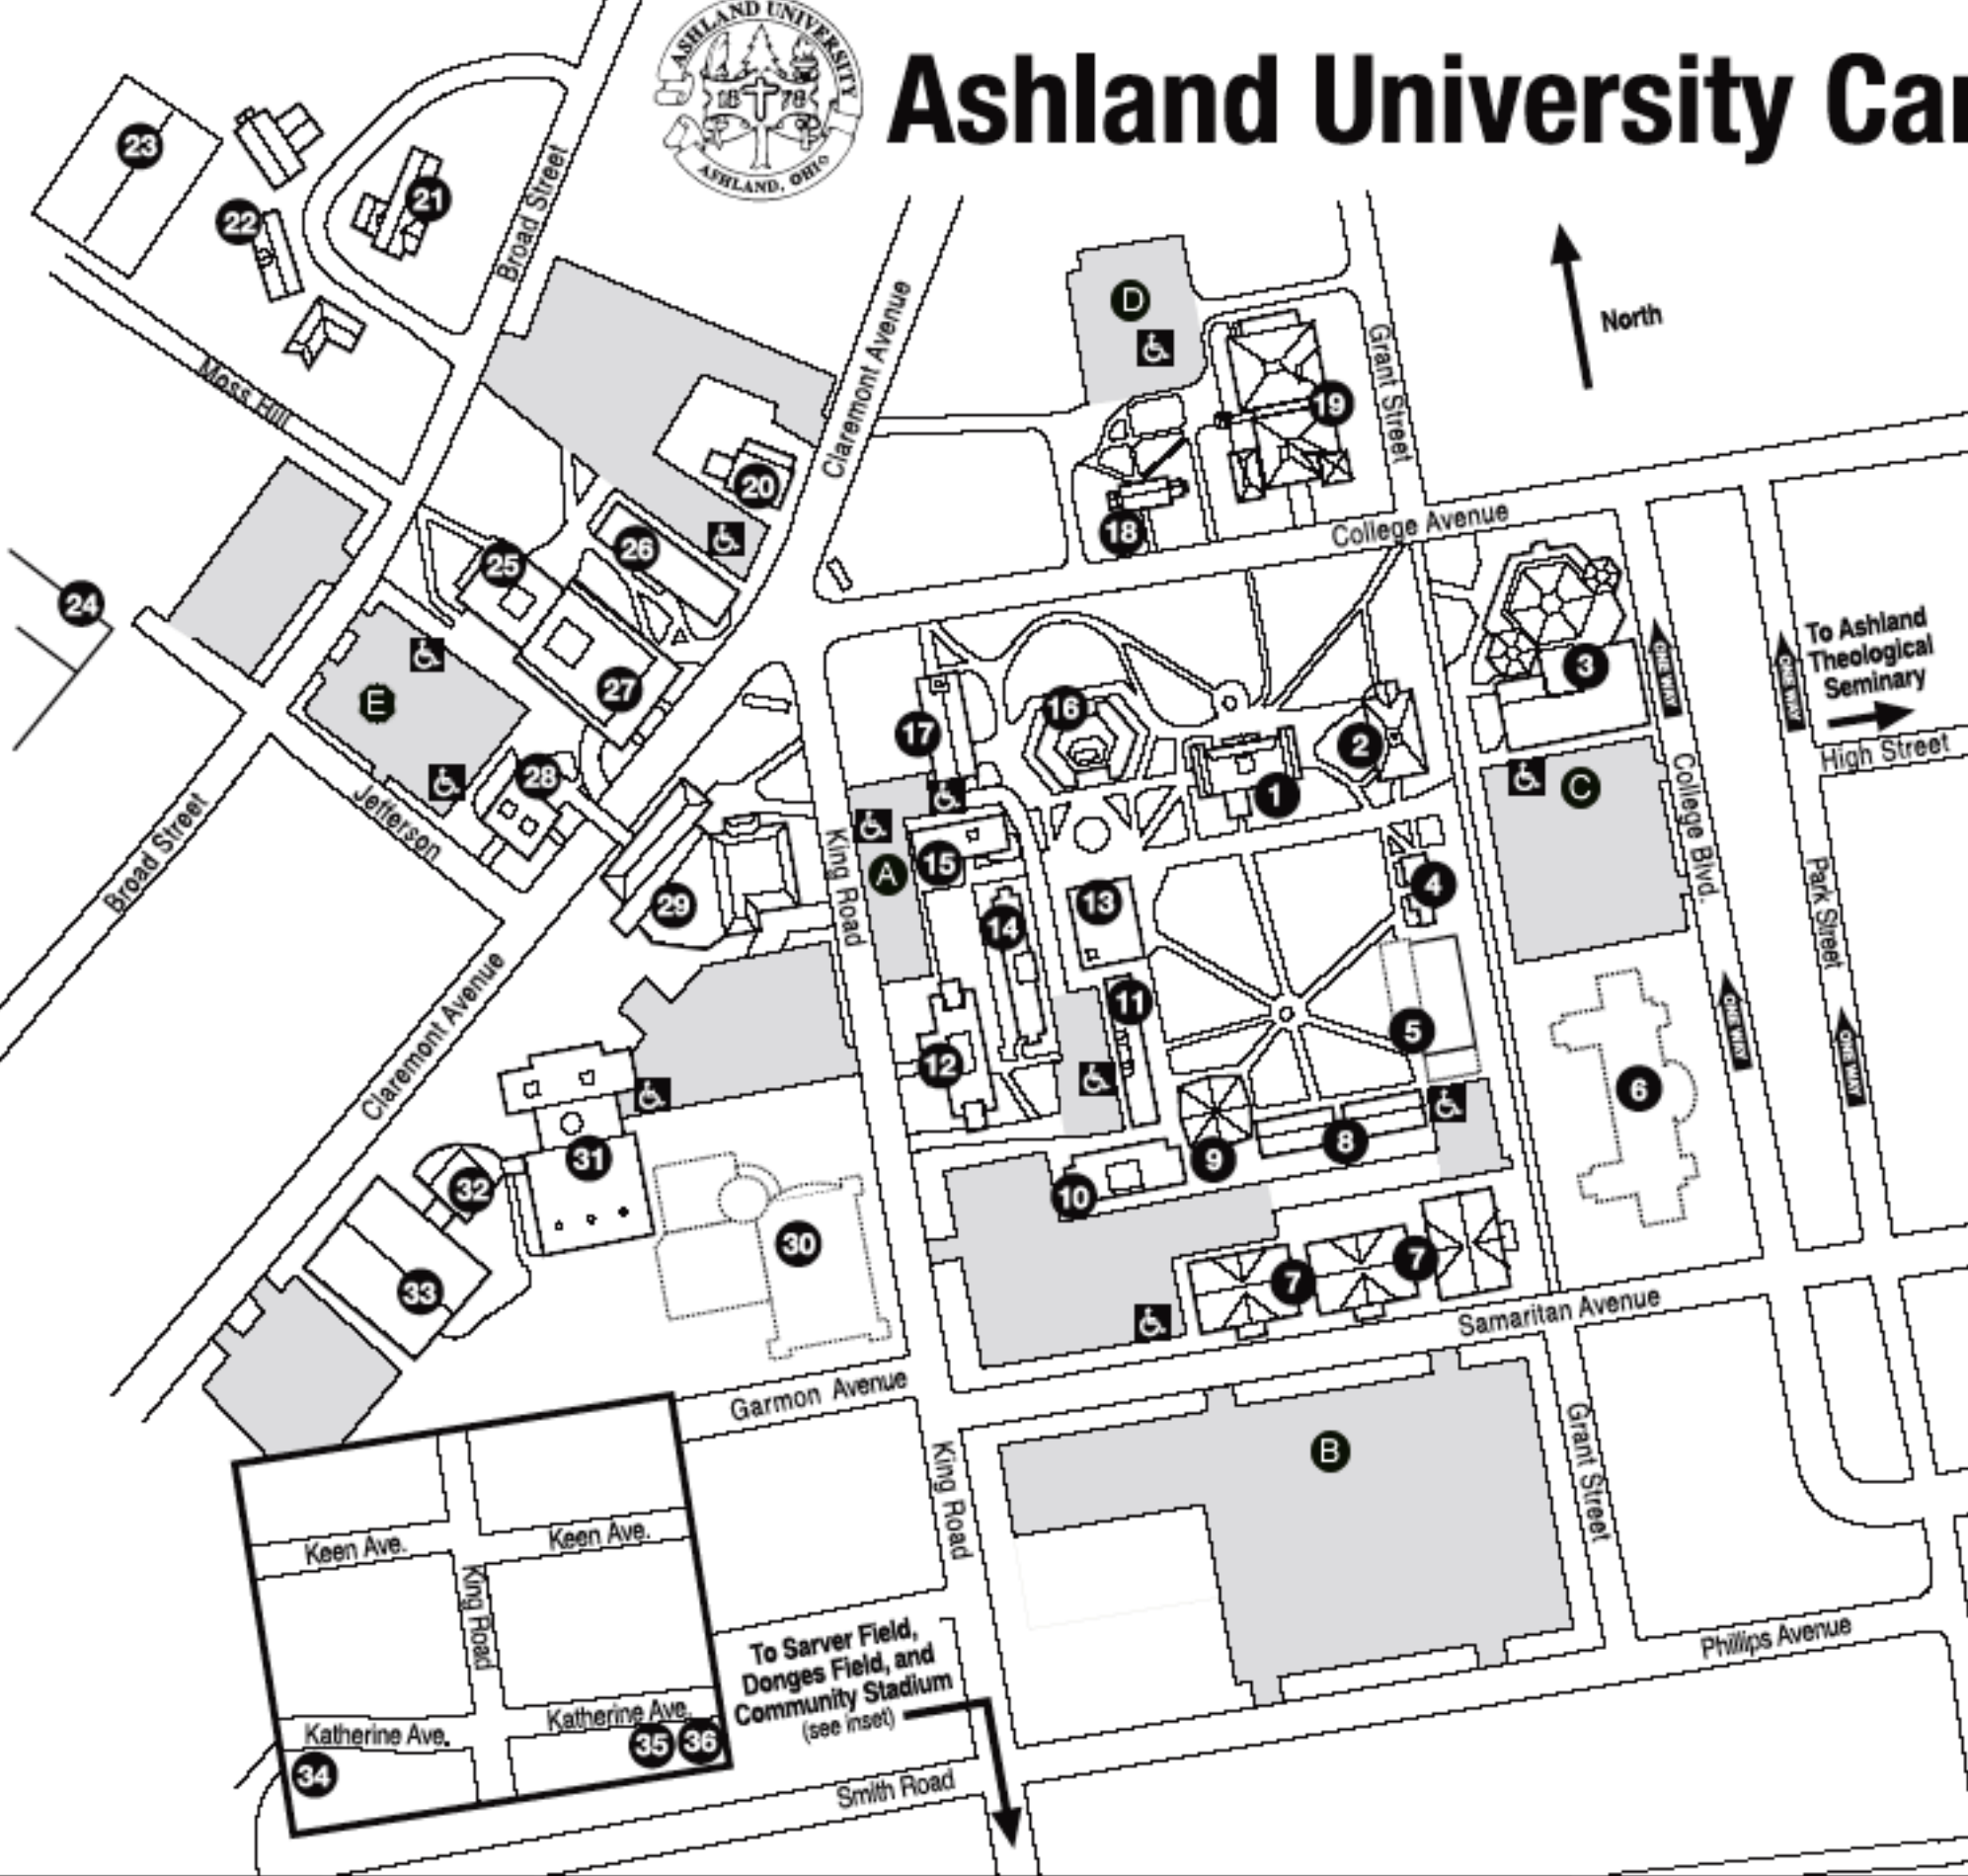 ASHLAND UNIVERSITY
18 78
ASHLAND, OHIO
Ashland University Ca
23
22
21
Broad Street
Moss Hill
Claremont Avenue
D
19
Grant Street
North
18
College Avenue
20
26
25
24
27
E
28
Jefferson
Broad Street
29
Claremont Avenue
King Road
17
16
1
2
3
C
ONE WAY
ONE WAY
To Ashland
Theological
Seminary
High Street
College Blvd.
Park Street
A
15
14
13
4
11
12
5
6
ONE WAY
ONE WAY
10
9
8
7
7
Samaritan Avenue
31
32
33
30
Garmon Avenue
King Road
B
Grant Street
Keen Ave.
Keen Ave.
King Road
Katherine Ave.
Katherine Ave.
34
35
36
To Sarver Field,
Donges Field, and
Community Stadium
(see inset)
Smith Road
Phillips Avenue